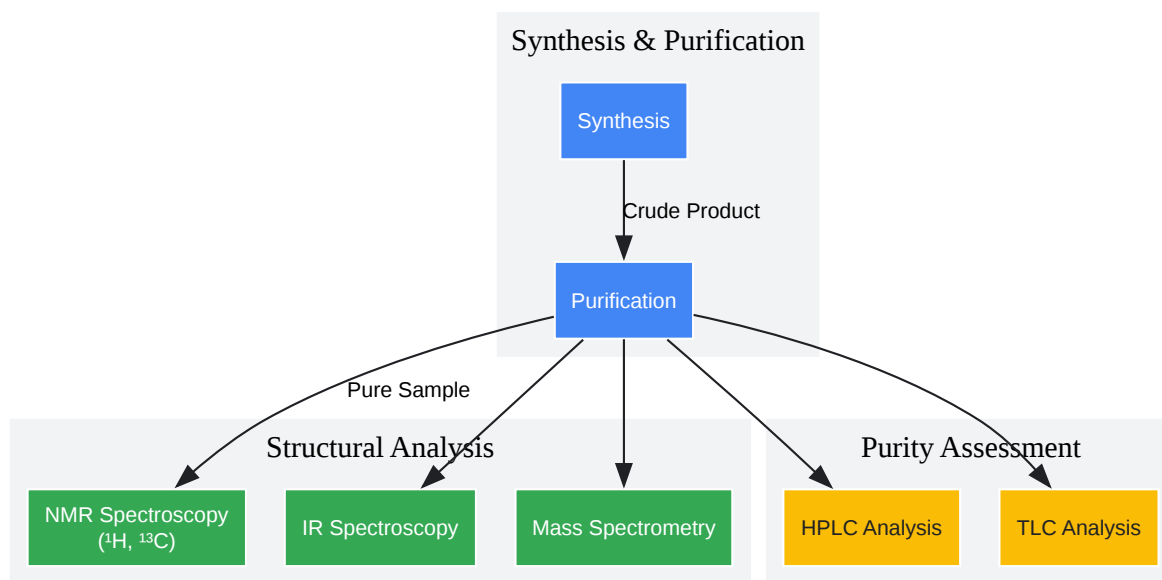 Synthesis & Purification
Synthesis
Crude Product
Purification
Pure Sample
Structural Analysis
Purity Assessment
NMR Spectroscopy
(¹H, ¹³C)
IR Spectroscopy
Mass Spectrometry
HPLC Analysis
TLC Analysis